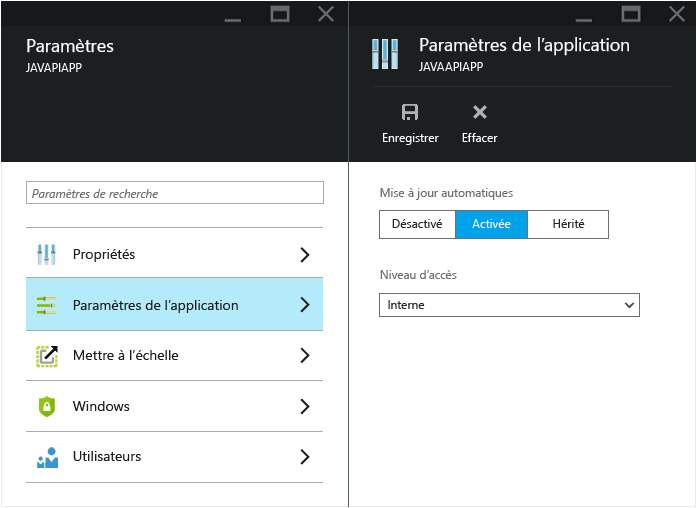 Paramètres
JAVAPIAPP
Paramètres de recherche
Propriétés
Paramètres de l'application
Mettre à l'échelle
Windows
Utilisateurs
Paramètres de l'application
JAVAAPIAPP
Enregistrer Effacer
Mise à jour automatiques
Désactivé Activée Hérité
Niveau d'accès
Interne